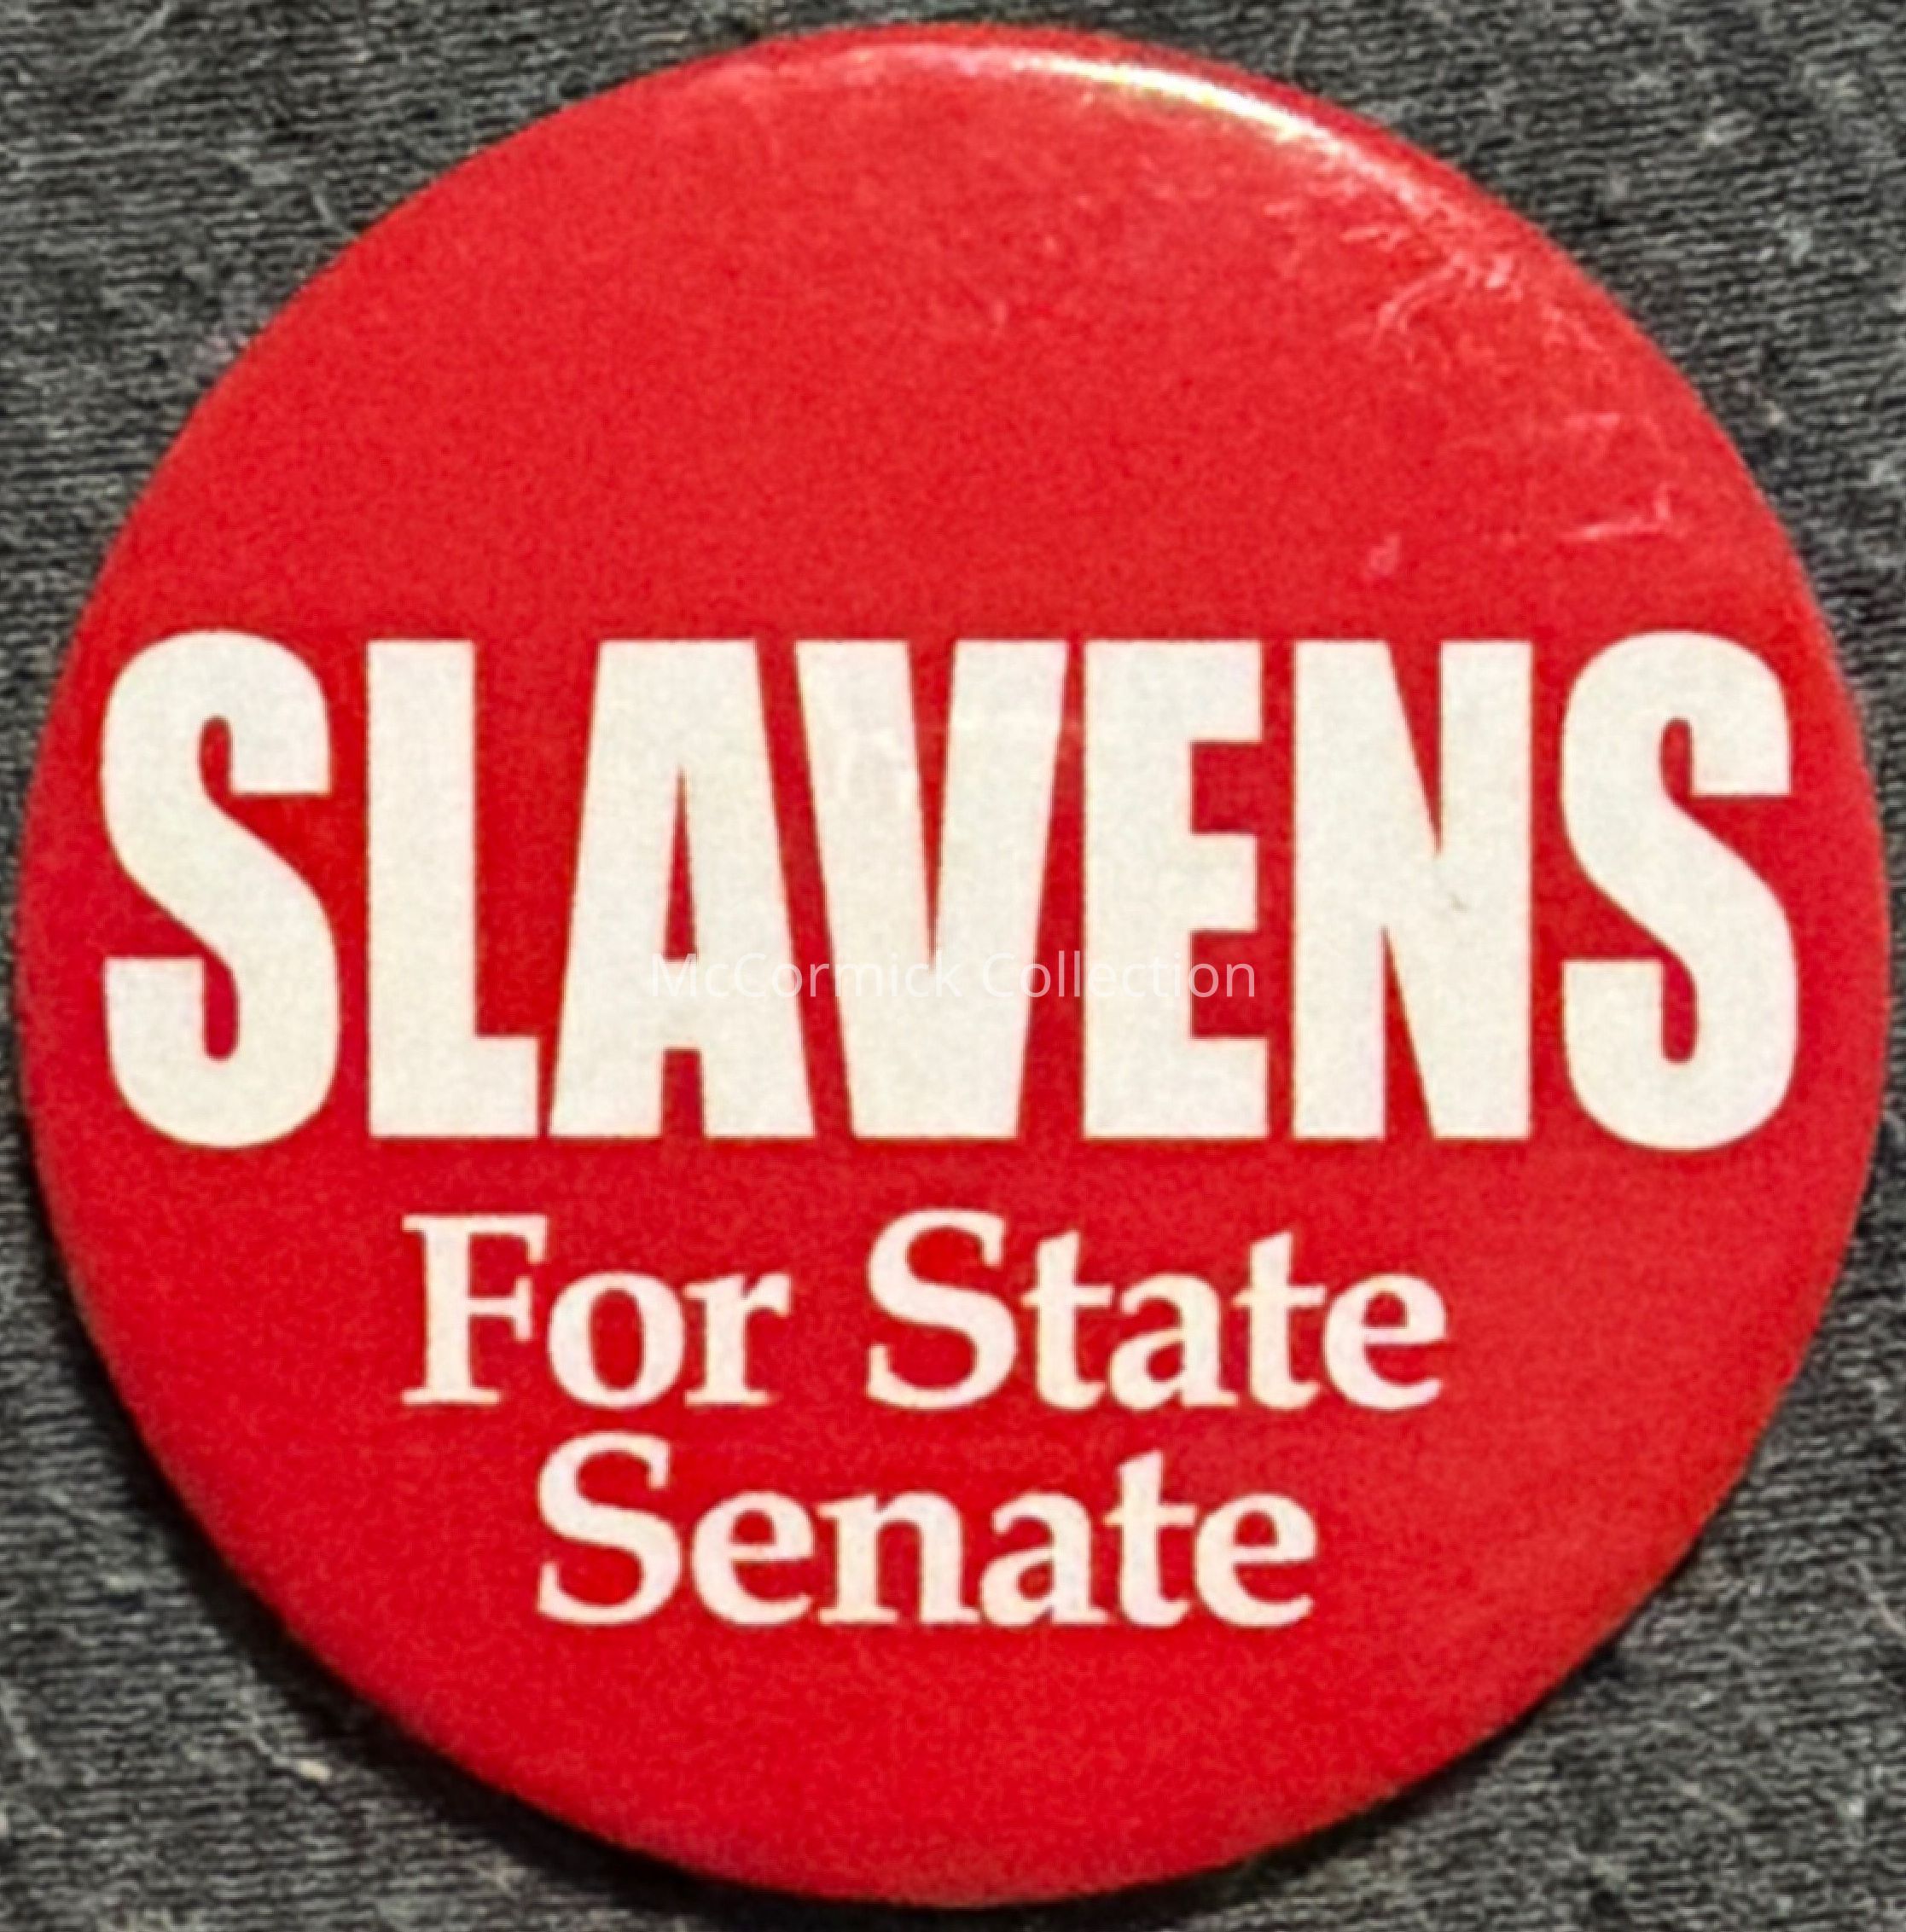 SLAVENS
McCormick Collection
For State
Senate